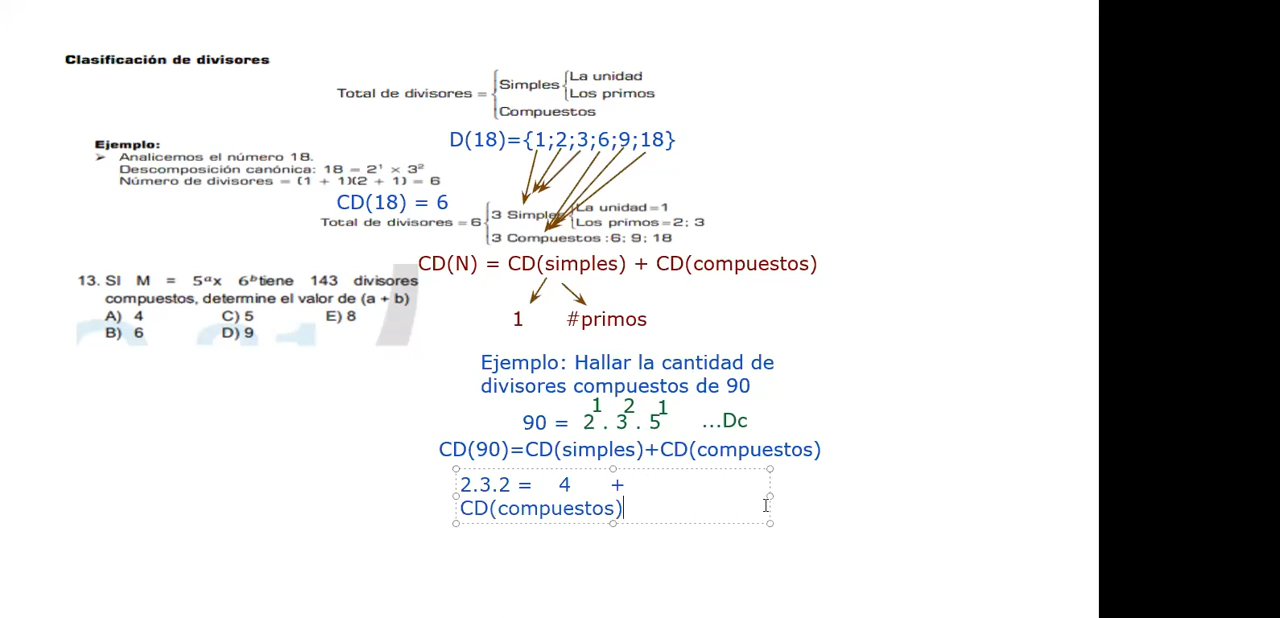 Clasificación de divisores
Total de divisores = Simples La unidad
Los primos
Compuestos
D(18)={1;2;3;6;9;18}
Ejemplo:
➢ Analicemos el número 18.
Descomposición canónica: 18 = 2¹ × 3²
Número de divisores = (1 + 1)(2 + 1) = 6
CD(18) = 6
Total de divisores = 6 3 Simples La unidad=1
Los primos=2; 3
3 Compuestos :6; 9; 18
CD(N) = CD(simples) + CD(compuestos)
1 #primos
13. SI M = 5ᵃx 6ᵇtiene 143 divisores
compuestos, determine el valor de (a + b)
A) 4 C) 5 E) 8
B) 6 D) 9
Ejemplo: Hallar la cantidad de
divisores compuestos de 90
90 = 2¹ . 3² . 5¹ ...Dc
CD(90)=CD(simples)+CD(compuestos)
2.3.2 = 4 +
CD(compuestos)